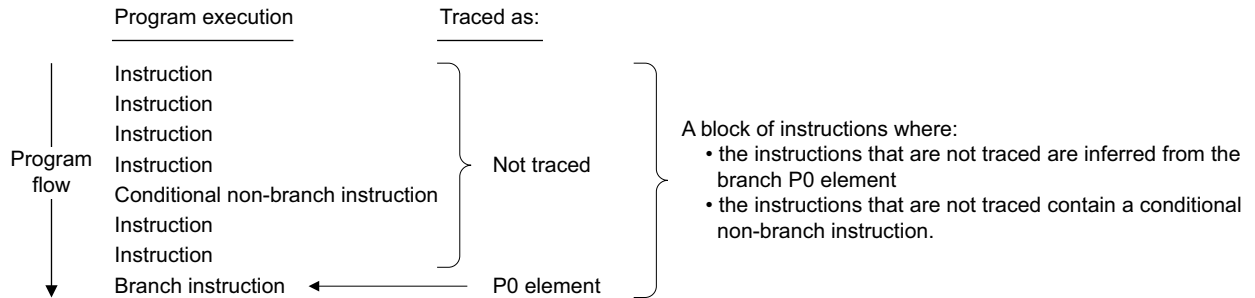 Program execution
Traced as:
Program
flow
Instruction
Instruction
Instruction
Instruction
Conditional non-branch instruction
Instruction
Instruction
Branch instruction
Not traced
P0 element
A block of instructions where:
• the instructions that are not traced are inferred from the
branch P0 element
• the instructions that are not traced contain a conditional
non-branch instruction.